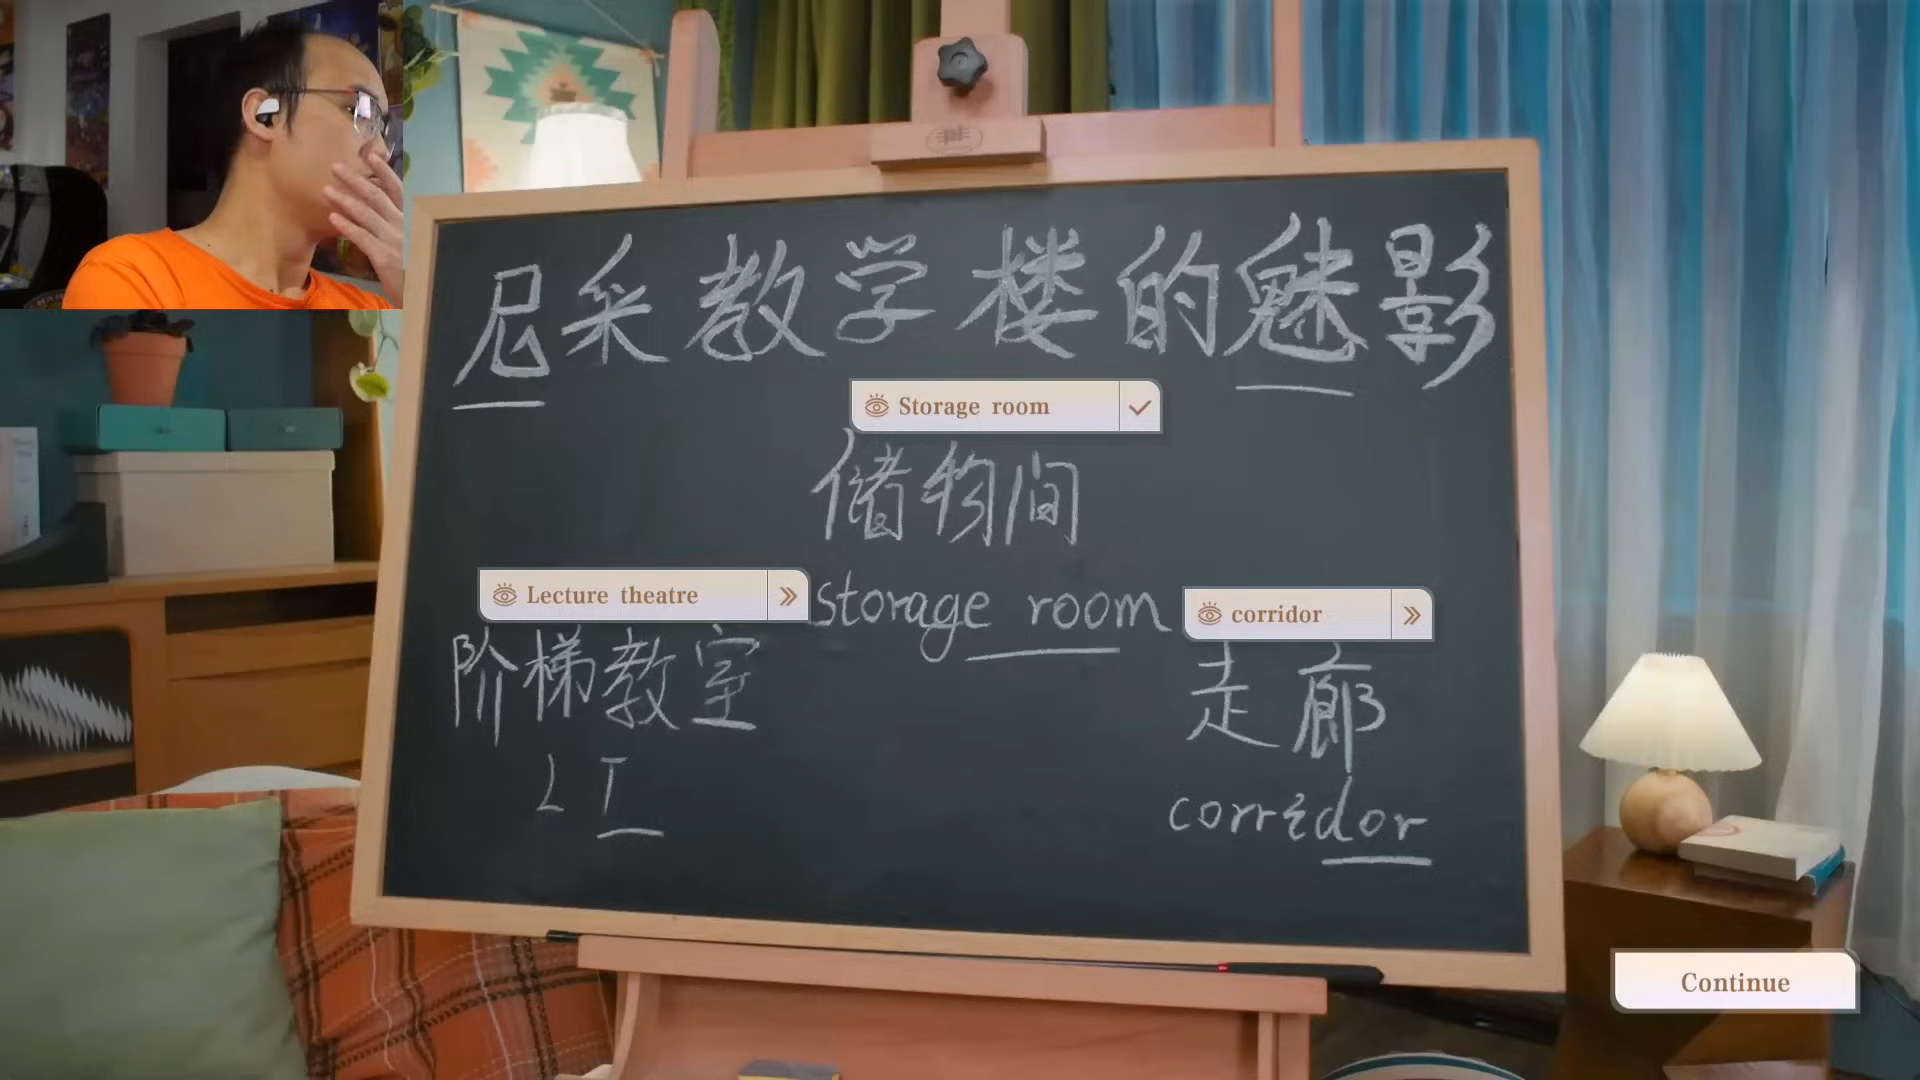 尼采教学楼的魅影
Storage room
储物间
storage room
Lecture theatre
阶梯教室
LT
corridor
走廊
corridor
Continue